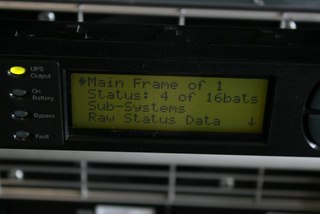 UPS
Output
On
Battery
Bypass
Fault
Main Frame of 1
Status: 4 of 16bats
Sub-Systems
Raw Status Data